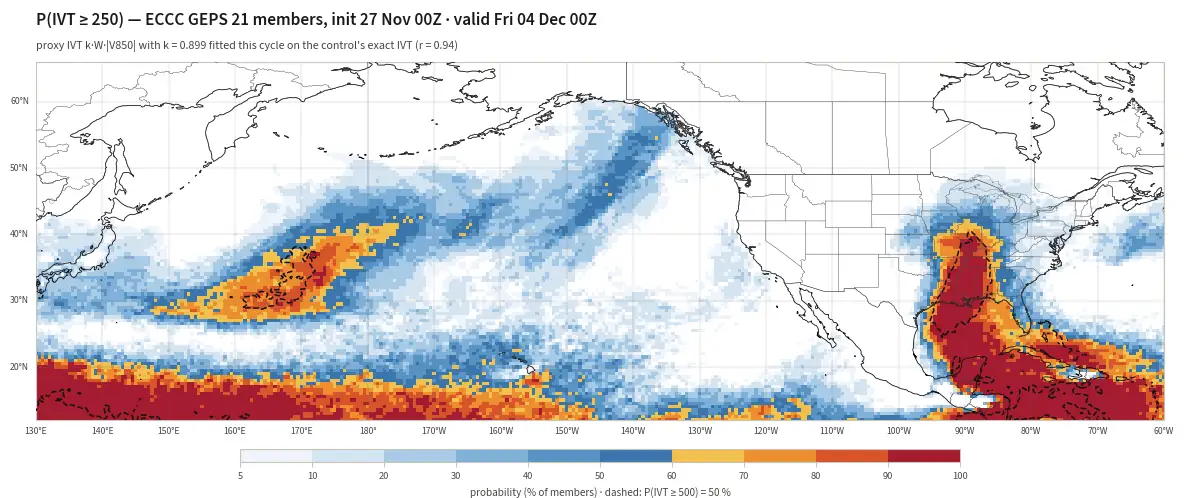 P(IVT ≥ 250) — ECCC GEPS 21 members, init 27 Nov 00Z · valid Fri 04 Dec 00Z
proxy IVT k·W·|V850| with k = 0.899 fitted this cycle on the control's exact IVT (r = 0.94)
60°N
50°N
40°N
30°N
20°N
130°E 140°E 150°E 160°E 170°E 180°E 170°W 160°W 150°W 140°W 130°W 120°W 110°W 100°W 90°W 80°W 70°W 60°W
5 10 20 30 40 50 60 70 80 90 100
probability (% of members) · dashed: P(IVT ≥ 500) = 50 %